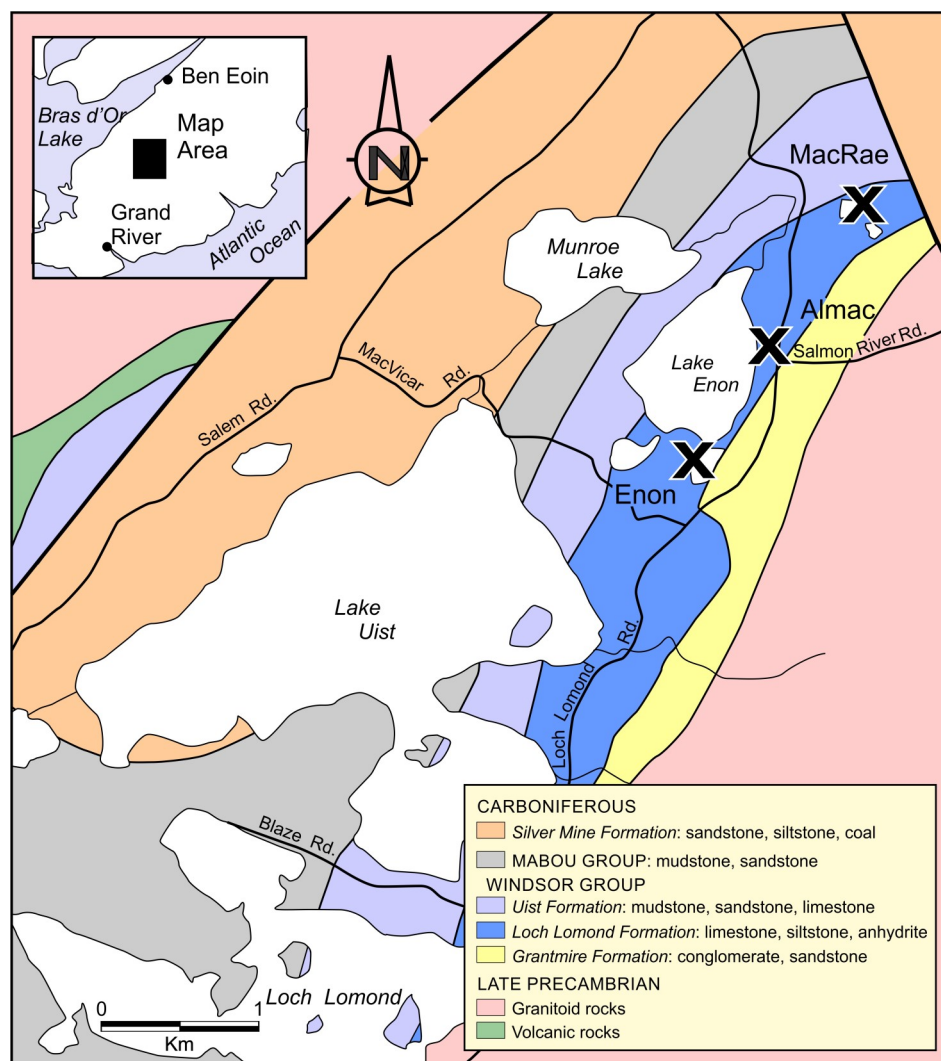 Ben Eoin
Bras d'Or
Lake
Map
Area
Grand
River
Atlantic
Ocean
N
MacRae
X
Munroe
Lake
Almac
X
Salmon River Rd.
Lake
Enon
MacVicar Rd.
Salem Rd.
X
Enon
Lake
Uist
Loch Lomond Rd.
Blaze Rd.
Loch Lomond
0 1
Km
CARBONIFEROUS
Silver Mine Formation: sandstone, siltstone, coal
MABOU GROUP: mudstone, sandstone
WINDSOR GROUP
Uist Formation: mudstone, sandstone, limestone
Loch Lomond Formation: limestone, siltstone, anhydrite
Grantmire Formation: conglomerate, sandstone
LATE PRECAMBRIAN
Granitoid rocks
Volcanic rocks